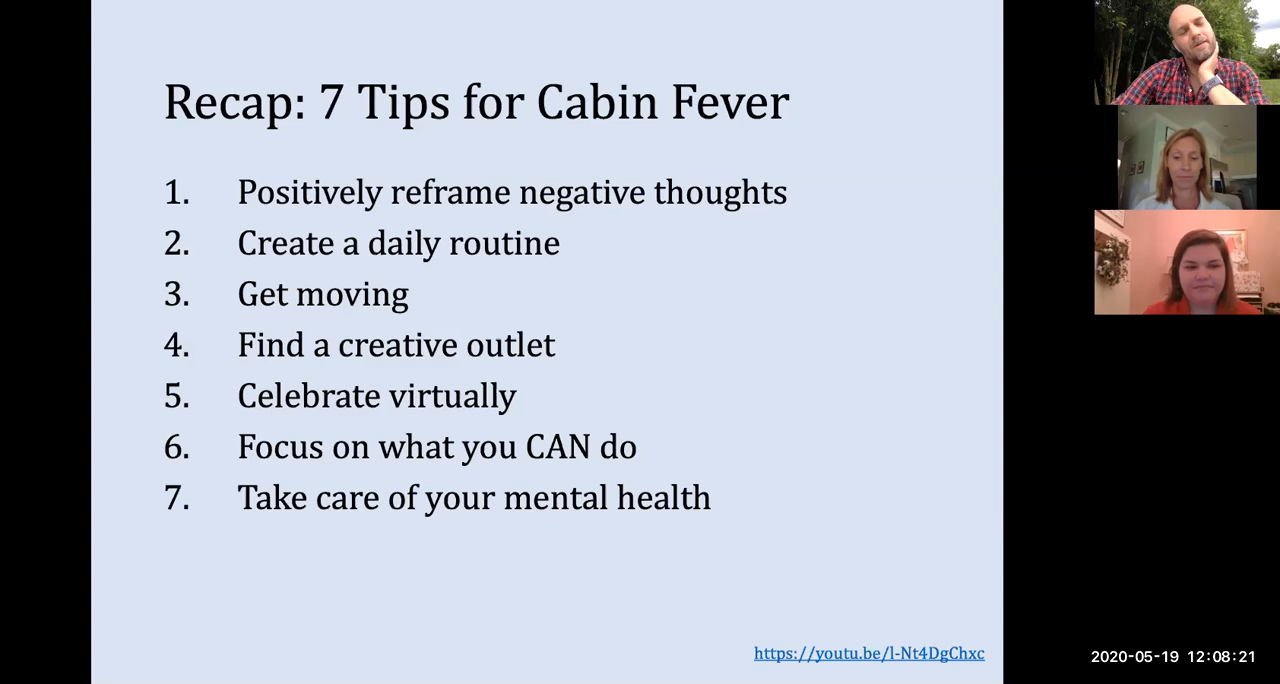 Recap: 7 Tips for Cabin Fever
1. Positively reframe negative thoughts
2. Create a daily routine
3. Get moving
4. Find a creative outlet
5. Celebrate virtually
6. Focus on what you CAN do
7. Take care of your mental health
https://youtu.be/l-Nt4DgChxc
2020-05-19 12:08:21